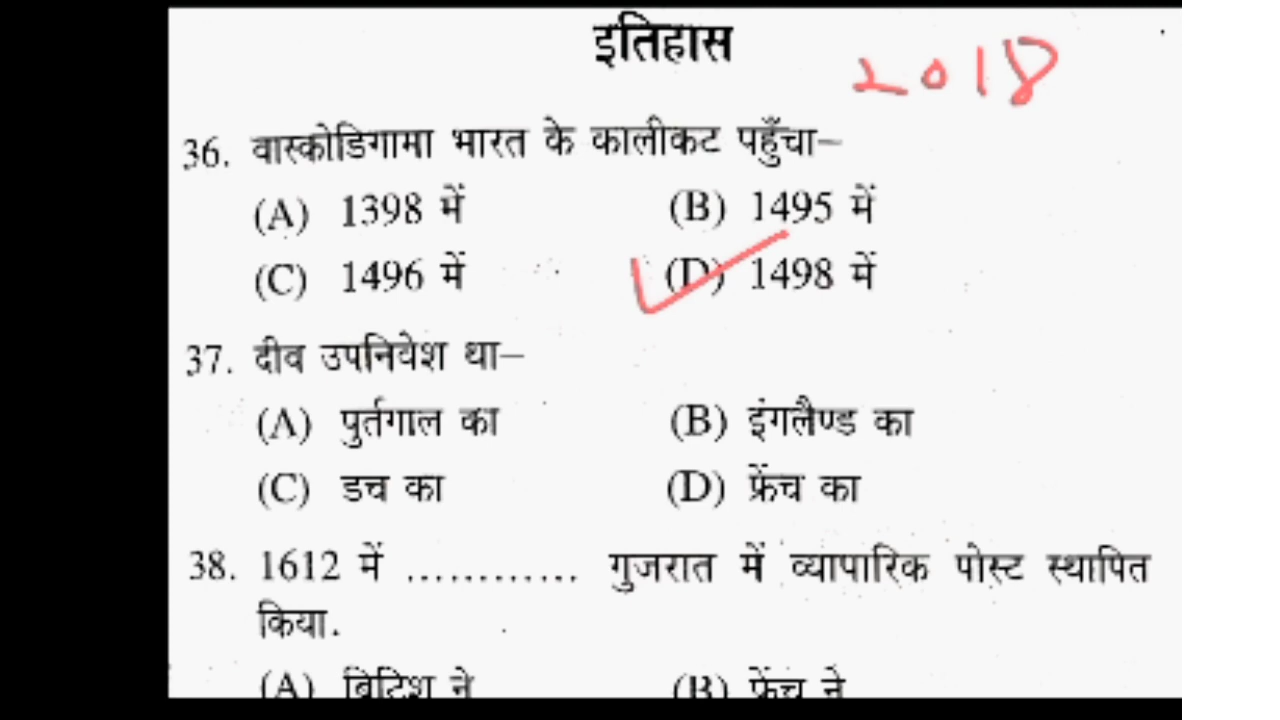 इतिहास
2018
36. वास्कोडिगामा भारत के कालीकट पहुँचा–
(A) 1398 में (B) 1495 में
(C) 1496 में (D) 1498 में
37. दीव उपनिवेश था–
(A) पुर्तगाल का (B) इंगलैण्ड का
(C) डच का (D) फ्रेंच का
38. 1612 में ............ गुजरात में व्यापारिक पोस्ट स्थापित
किया.
(A) ब्रिटिश ने (B) फ्रेंच ने